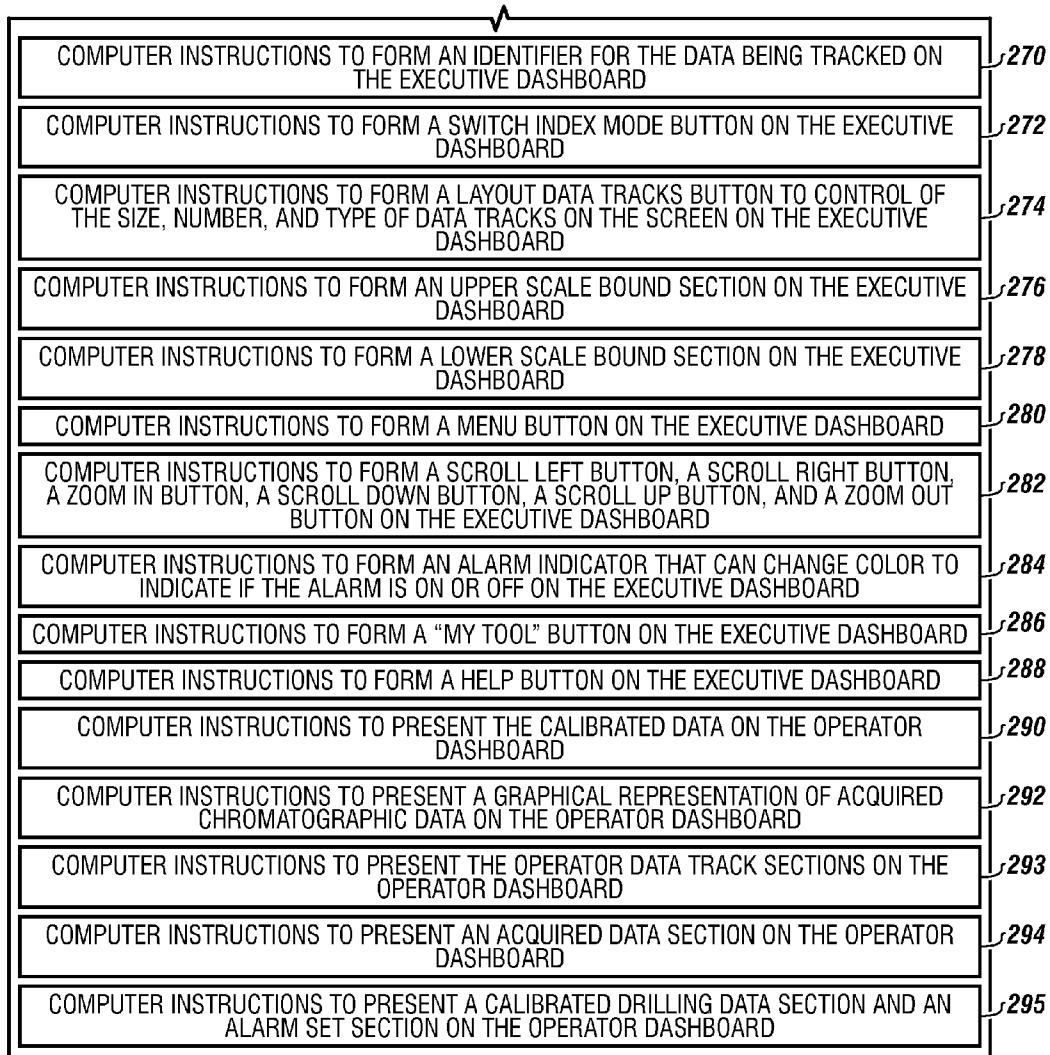 COMPUTER INSTRUCTIONS TO FORM AN IDENTIFIER FOR THE DATA BEING TRACKED ON
THE EXECUTIVE DASHBOARD
270
COMPUTER INSTRUCTIONS TO FORM A SWITCH INDEX MODE BUTTON ON THE EXECUTIVE
DASHBOARD
272
COMPUTER INSTRUCTIONS TO FORM A LAYOUT DATA TRACKS BUTTON TO CONTROL OF
THE SIZE, NUMBER, AND TYPE OF DATA TRACKS ON THE SCREEN ON THE EXECUTIVE
DASHBOARD
274
COMPUTER INSTRUCTIONS TO FORM AN UPPER SCALE BOUND SECTION ON THE EXECUTIVE
DASHBOARD
276
COMPUTER INSTRUCTIONS TO FORM A LOWER SCALE BOUND SECTION ON THE EXECUTIVE
DASHBOARD
278
COMPUTER INSTRUCTIONS TO FORM A MENU BUTTON ON THE EXECUTIVE DASHBOARD
280
COMPUTER INSTRUCTIONS TO FORM A SCROLL LEFT BUTTON, A SCROLL RIGHT BUTTON,
A ZOOM IN BUTTON, A SCROLL DOWN BUTTON, A SCROLL UP BUTTON, AND A ZOOM OUT
BUTTON ON THE EXECUTIVE DASHBOARD
282
COMPUTER INSTRUCTIONS TO FORM AN ALARM INDICATOR THAT CAN CHANGE COLOR TO
INDICATE IF THE ALARM IS ON OR OFF ON THE EXECUTIVE DASHBOARD
284
COMPUTER INSTRUCTIONS TO FORM A “MY TOOL” BUTTON ON THE EXECUTIVE DASHBOARD
286
COMPUTER INSTRUCTIONS TO FORM A HELP BUTTON ON THE EXECUTIVE DASHBOARD
288
COMPUTER INSTRUCTIONS TO PRESENT THE CALIBRATED DATA ON THE OPERATOR
DASHBOARD
290
COMPUTER INSTRUCTIONS TO PRESENT A GRAPHICAL REPRESENTATION OF ACQUIRED
CHROMATOGRAPHIC DATA ON THE OPERATOR DASHBOARD
292
COMPUTER INSTRUCTIONS TO PRESENT THE OPERATOR DATA TRACK SECTIONS ON THE
OPERATOR DASHBOARD
293
COMPUTER INSTRUCTIONS TO PRESENT AN ACQUIRED DATA SECTION ON THE OPERATOR
DASHBOARD
294
COMPUTER INSTRUCTIONS TO PRESENT A CALIBRATED DRILLING DATA SECTION AND AN
ALARM SET SECTION ON THE OPERATOR DASHBOARD
295